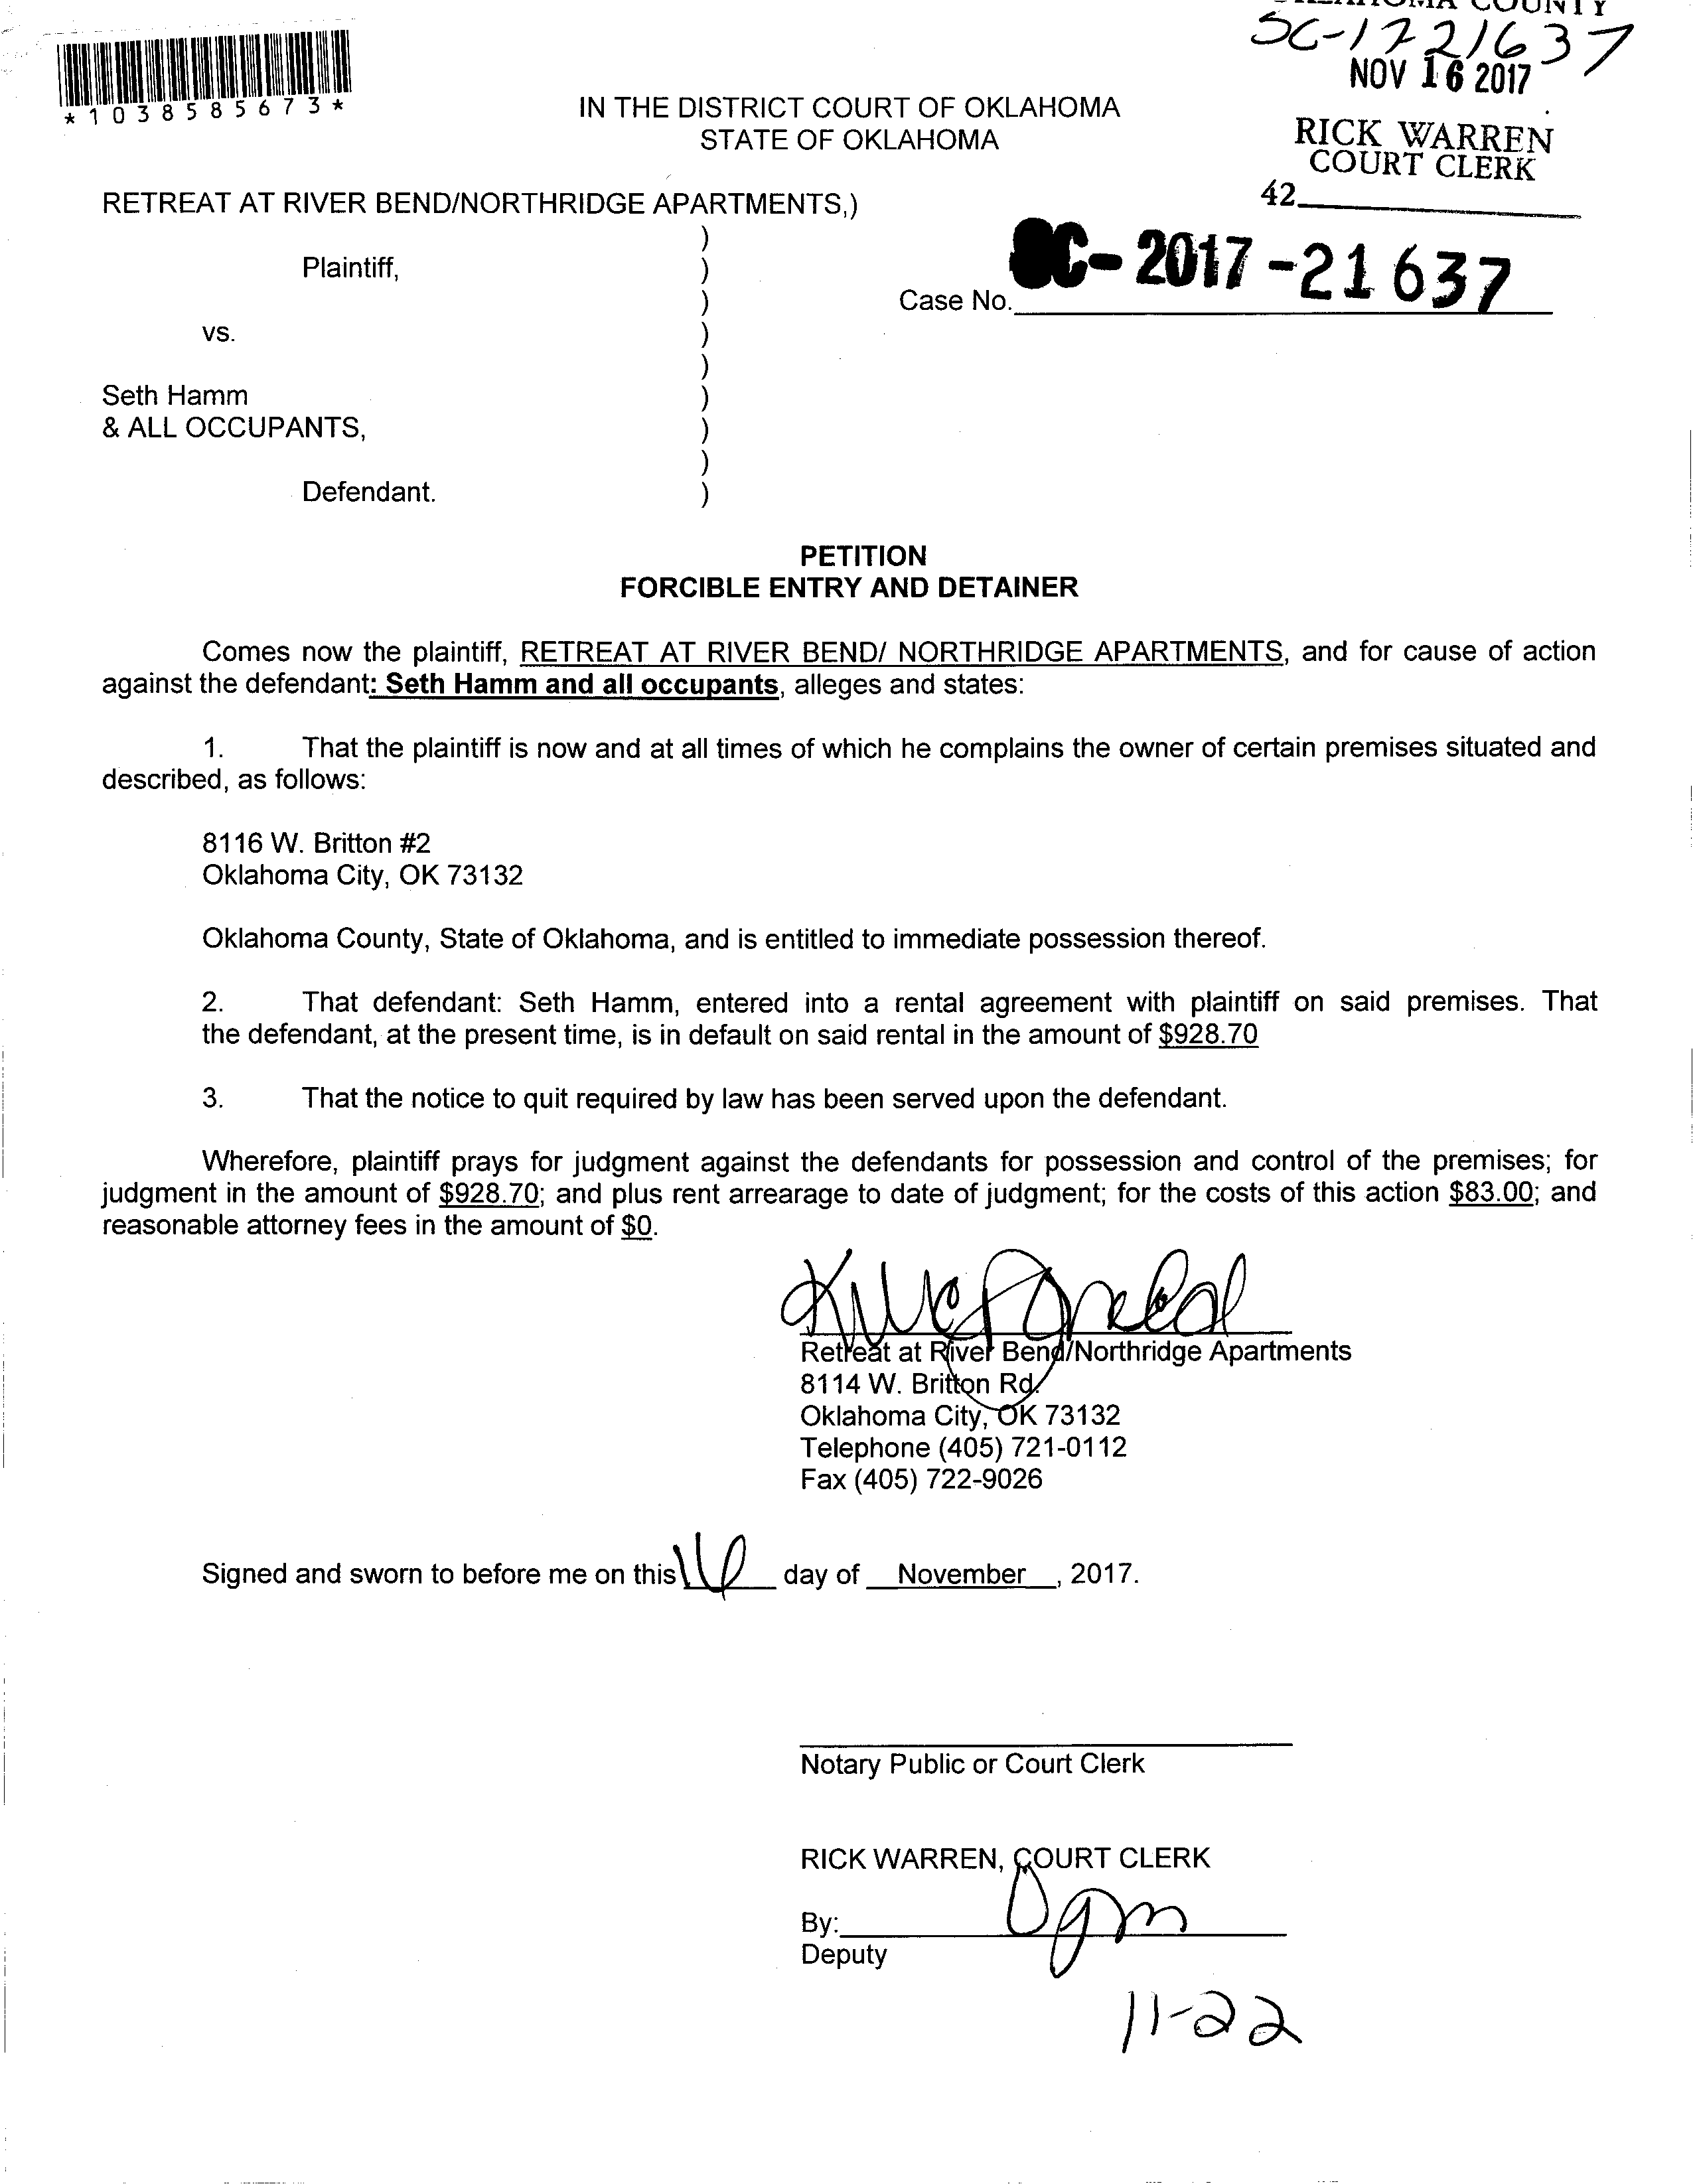 COUNTY
SC-1721637
NOV 16 2017
*1038585673*
IN THE DISTRICT COURT OF OKLAHOMA
STATE OF OKLAHOMA
RICK WARREN
COURT CLERK
42
RETREAT AT RIVER BEND/NORTHRIDGE APARTMENTS,)
)
Plaintiff, )
)
vs. )
)
Seth Hamm )
& ALL OCCUPANTS, )
)
Defendant. )
Case No. SC-2017-21637
PETITION
FORCIBLE ENTRY AND DETAINER
Comes now the plaintiff, RETREAT AT RIVER BEND/ NORTHRIDGE APARTMENTS, and for cause of action
against the defendant: Seth Hamm and all occupants, alleges and states:
1. That the plaintiff is now and at all times of which he complains the owner of certain premises situated and
described, as follows:
8116 W. Britton #2
Oklahoma City, OK 73132
Oklahoma County, State of Oklahoma, and is entitled to immediate possession thereof.
2. That defendant: Seth Hamm, entered into a rental agreement with plaintiff on said premises. That
the defendant, at the present time, is in default on said rental in the amount of $928.70
3. That the notice to quit required by law has been served upon the defendant.
Wherefore, plaintiff prays for judgment against the defendants for possession and control of the premises; for
judgment in the amount of $928.70; and plus rent arrearage to date of judgment; for the costs of this action $83.00; and
reasonable attorney fees in the amount of $0.
Retreat at River Bend/Northridge Apartments
8114 W. Britton Rd.
Oklahoma City, OK 73132
Telephone (405) 721-0112
Fax (405) 722-9026
Signed and sworn to before me on this 16 day of November, 2017.
Notary Public or Court Clerk
RICK WARREN, COURT CLERK
By:
Deputy
11-22